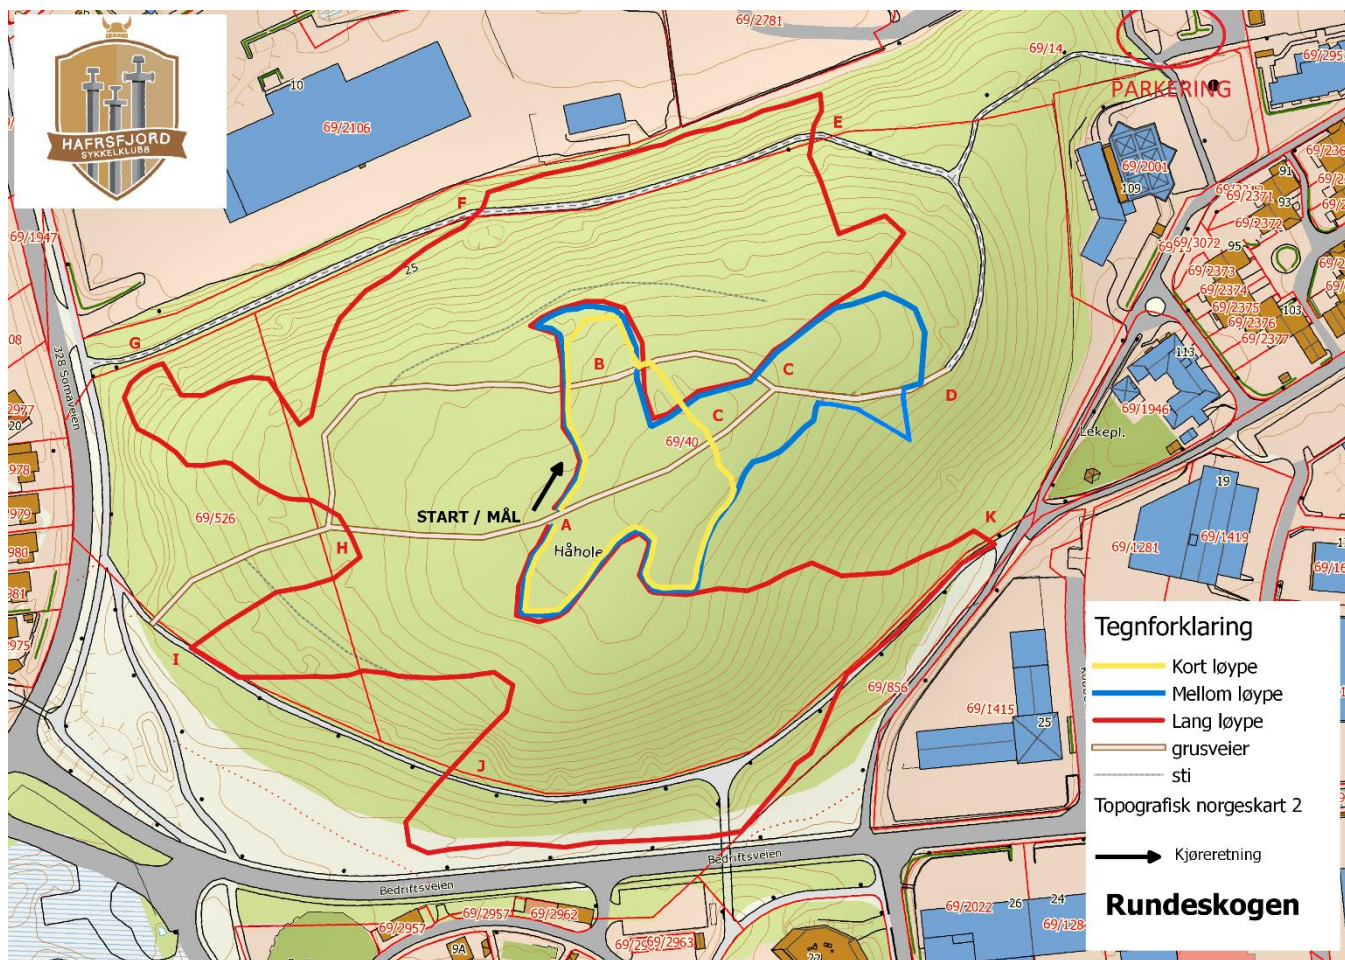 HAFRSFJORD
SYKKELKLUBB
69/2781
69/14
69/295
PARKERING
10
69/2106
E
69/2001
109
91
93
69/2371
69/2372
F
69/1947
69/3072
95
69/2373
69/2374
69/2375
69/2376
69/2377
103
25
G
328 Sømaveien
B
C
D
113
69/1946
C
Lekepl.
69/40
20
START / MÅL
A
69/526
H
Håhole
K
19
69/1419
69/1281
I
69/856
69/1415
25
J
Tegnforklaring
Kort løype
Mellom løype
Lang løype
grusveier
sti
Topografisk norgeskart 2
Kjøreretning
Rundeskogen
Bedriftsveien
Bedriftsveien
69/2957
69/2957
69/2962
69/2963
9A
22
69/2022
26
24